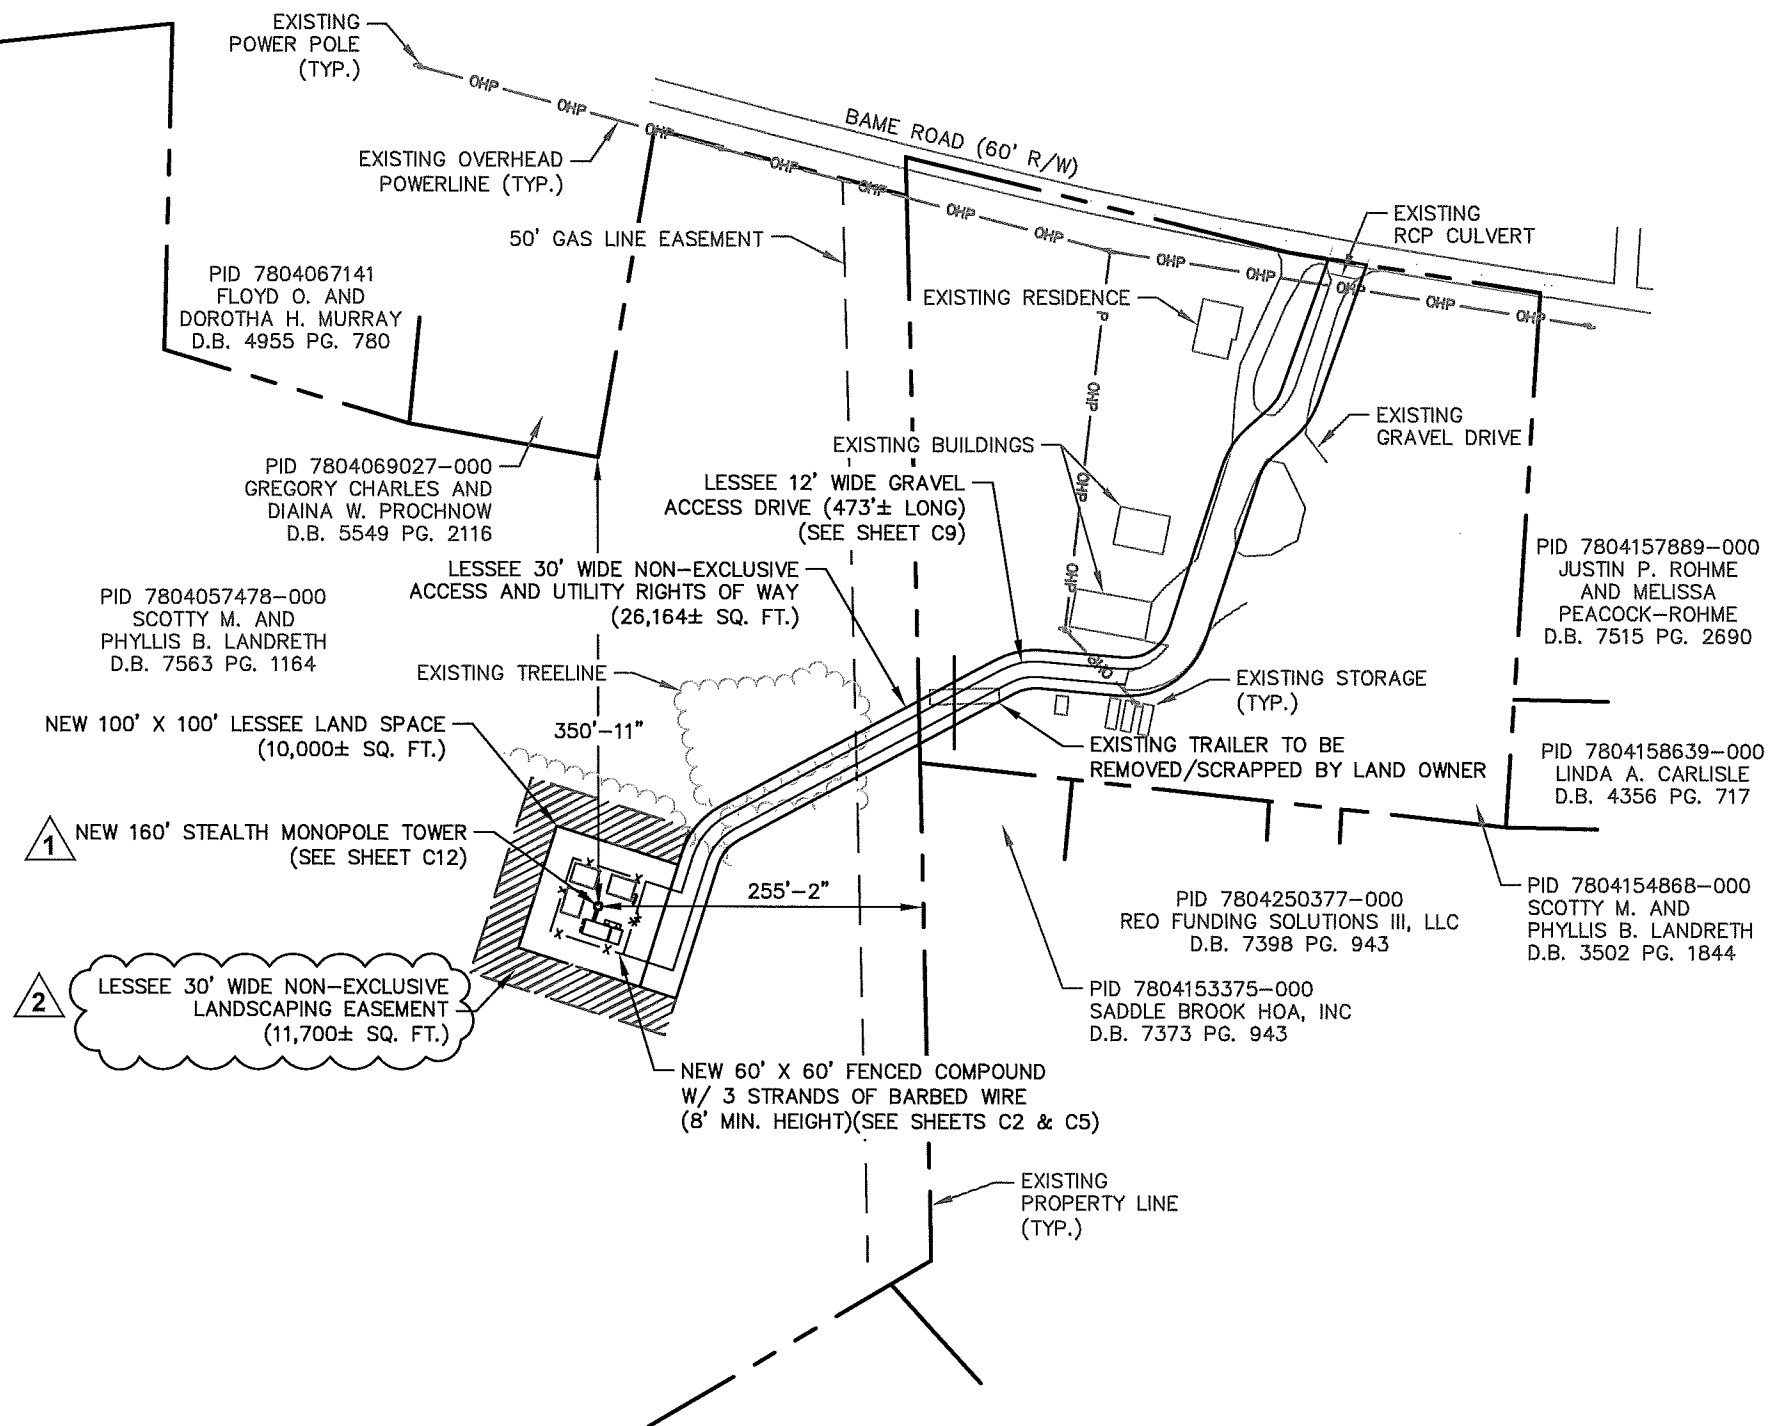 EXISTING
POWER POLE
(TYP.)
OHP
OHP
OHP
OHP
OHP
OHP
OHP
OHP
OHP
OHP
OHP
OHP
BAME ROAD (60' R/W)
EXISTING OVERHEAD
POWERLINE (TYP.)
50' GAS LINE EASEMENT
EXISTING
RCP CULVERT
EXISTING RESIDENCE
P
OHP
OHP
OHP
OHP
PID 7804067141
FLOYD O. AND
DOROTHA H. MURRAY
D.B. 4955 PG. 780
EXISTING
GRAVEL DRIVE
EXISTING BUILDINGS
PID 7804069027-000
GREGORY CHARLES AND
DIAINA W. PROCHNOW
D.B. 5549 PG. 2116
LESSEE 12' WIDE GRAVEL
ACCESS DRIVE (473'± LONG)
(SEE SHEET C9)
LESSEE 30' WIDE NON-EXCLUSIVE
ACCESS AND UTILITY RIGHTS OF WAY
(26,164± SQ. FT.)
PID 7804157889-000
JUSTIN P. ROHME
AND MELISSA
PEACOCK-ROHME
D.B. 7515 PG. 2690
PID 7804057478-000
SCOTTY M. AND
PHYLLIS B. LANDRETH
D.B. 7563 PG. 1164
EXISTING TREELINE
EXISTING STORAGE
(TYP.)
NEW 100' X 100' LESSEE LAND SPACE
(10,000± SQ. FT.)
350'-11"
EXISTING TRAILER TO BE
REMOVED/SCRAPPED BY LAND OWNER
PID 7804158639-000
LINDA A. CARLISLE
D.B. 4356 PG. 717
1
NEW 160' STEALTH MONOPOLE TOWER
(SEE SHEET C12)
255'-2"
PID 7804250377-000
REO FUNDING SOLUTIONS III, LLC
D.B. 7398 PG. 943
PID 7804154868-000
SCOTTY M. AND
PHYLLIS B. LANDRETH
D.B. 3502 PG. 1844
2
LESSEE 30' WIDE NON-EXCLUSIVE
LANDSCAPING EASEMENT
(11,700± SQ. FT.)
PID 7804153375-000
SADDLE BROOK HOA, INC
D.B. 7373 PG. 943
NEW 60' X 60' FENCED COMPOUND
W/ 3 STRANDS OF BARBED WIRE
(8' MIN. HEIGHT)(SEE SHEETS C2 & C5)
EXISTING
PROPERTY LINE
(TYP.)